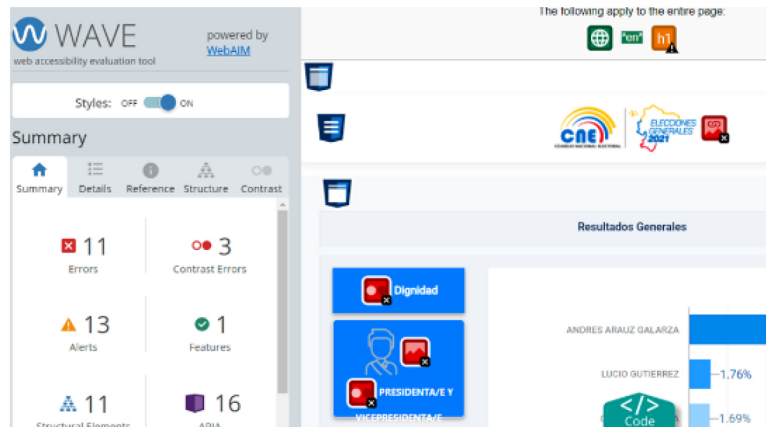 WAVE
web accessibility evaluation tool
powered by
WebAIM
Styles: OFF ON
Summary
Summary Details Reference Structure Contrast
11
Errors
3
Contrast Errors
13
Alerts
1
Features
11
Structural Elements
16
ARIA
The following apply to the entire page:
"en" h1
CNE
CONSEJO NACIONAL ELECTORAL
ELECCIONES
GENERALES
2021
Resultados Generales
Dignidad
PRESIDENTA/E Y
VICEPRESIDENTA/E
ANDRES ARAUZ GALARZA
LUCIO GUTIERREZ
1.76%
</>
Code
1.69%